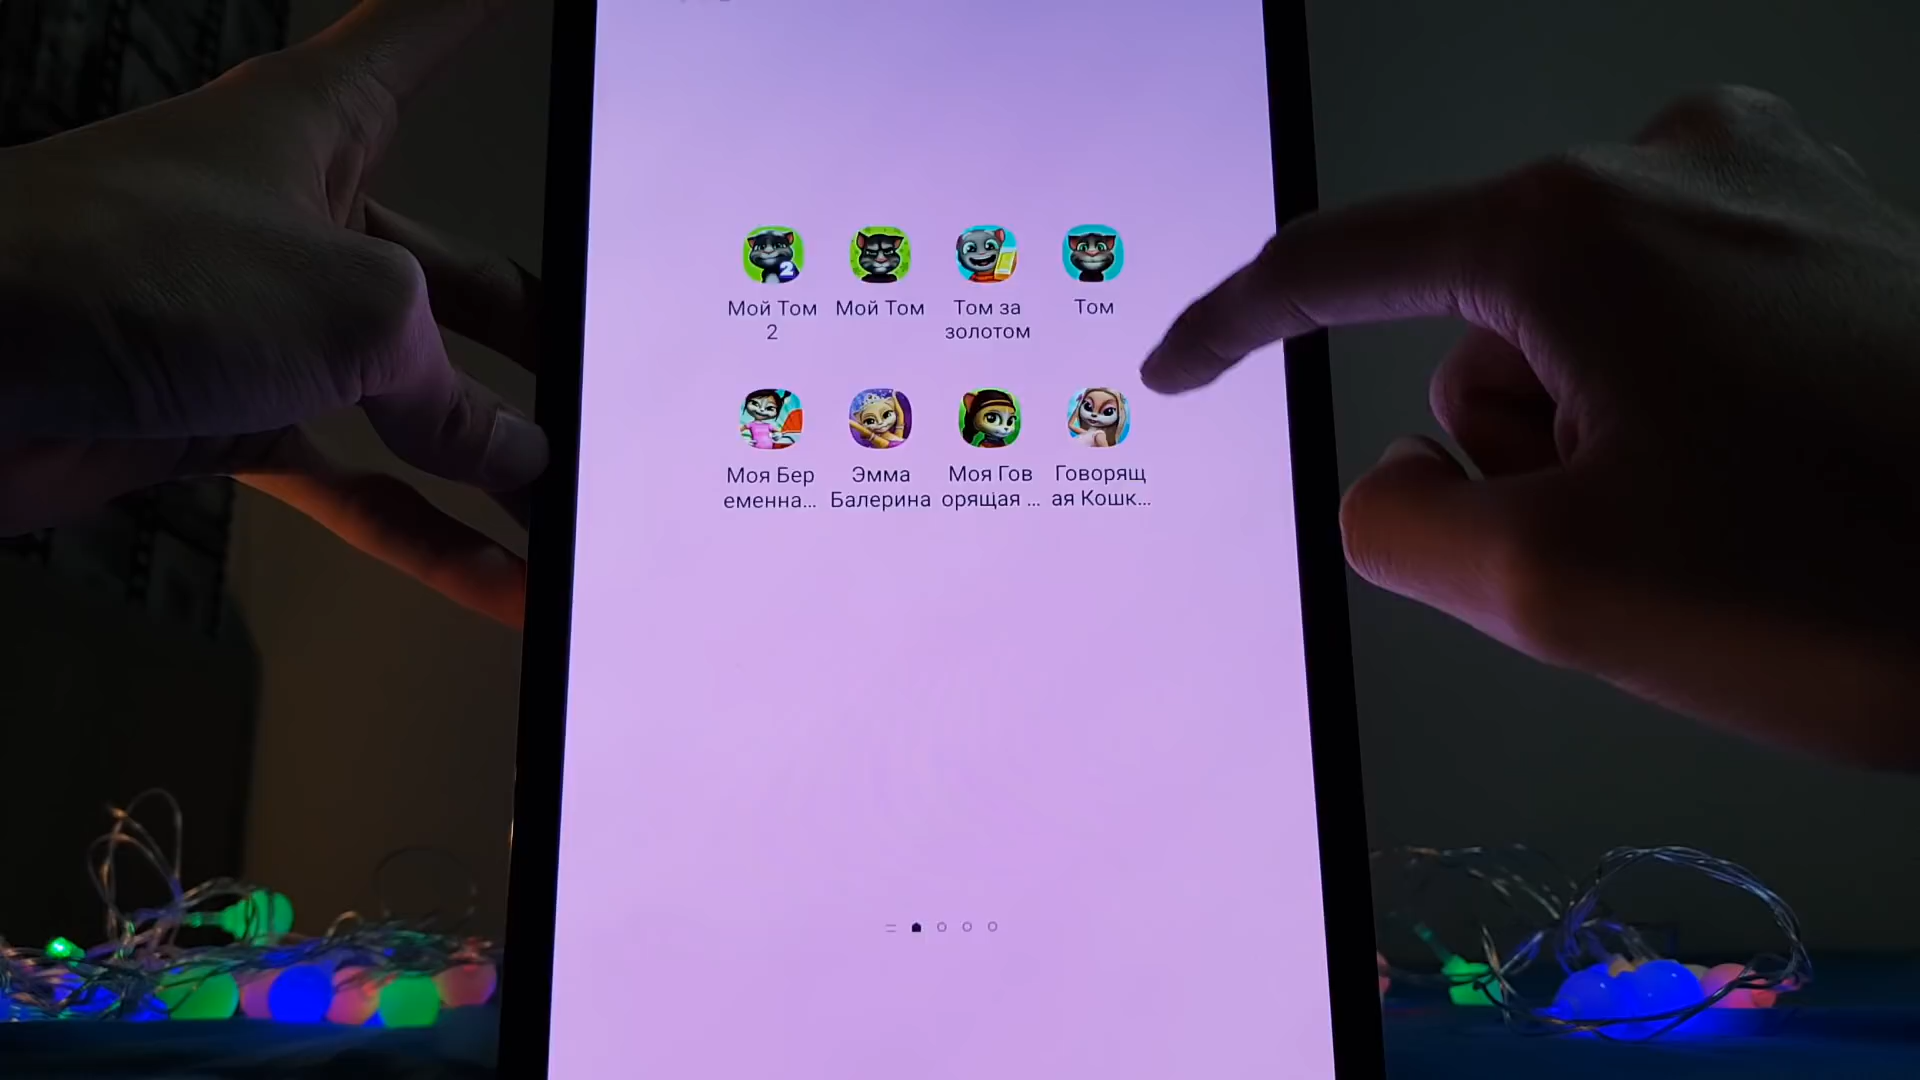 2
Мой Том
2
Мой Том
Том за
золотом
Том
Моя Бер
еменна...
Эмма
Балерина
Моя Гов
орящая ...
Говорящ
ая Кошк...